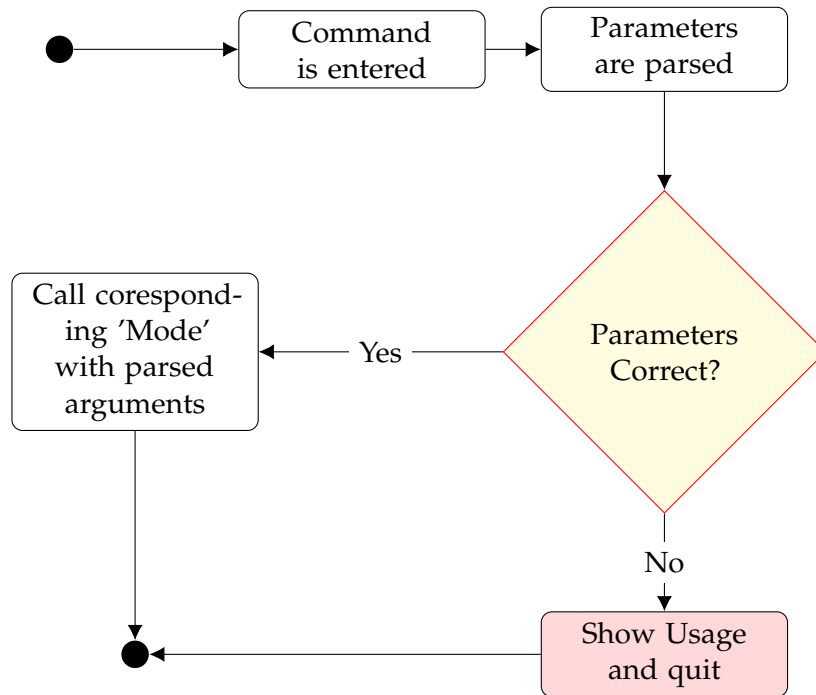 Command
is entered
Parameters
are parsed
Call corespond-
ing 'Mode'
with parsed
arguments
Yes
Parameters
Correct?
No
Show Usage
and quit